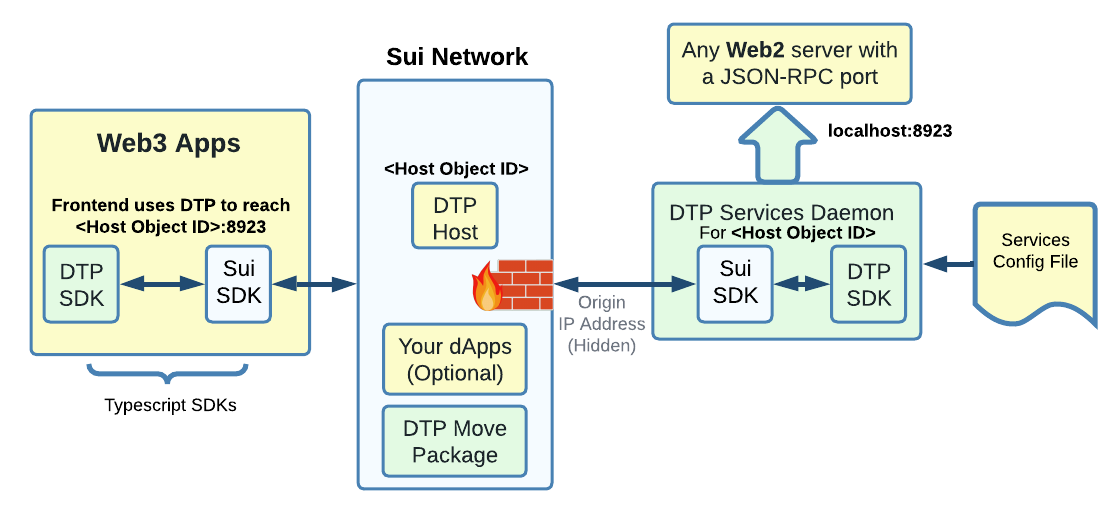 Web3 Apps
Frontend uses DTP to reach
<Host Object ID>:8923
DTP
SDK
Sui
SDK
Typescript SDKs
Sui Network
<Host Object ID>
DTP
Host
Your dApps
(Optional)
DTP Move
Package
Origin
IP Address
(Hidden)
Any Web2 server with
a JSON-RPC port
localhost:8923
DTP Services Daemon
For <Host Object ID>
Sui
SDK
DTP
SDK
Services
Config File